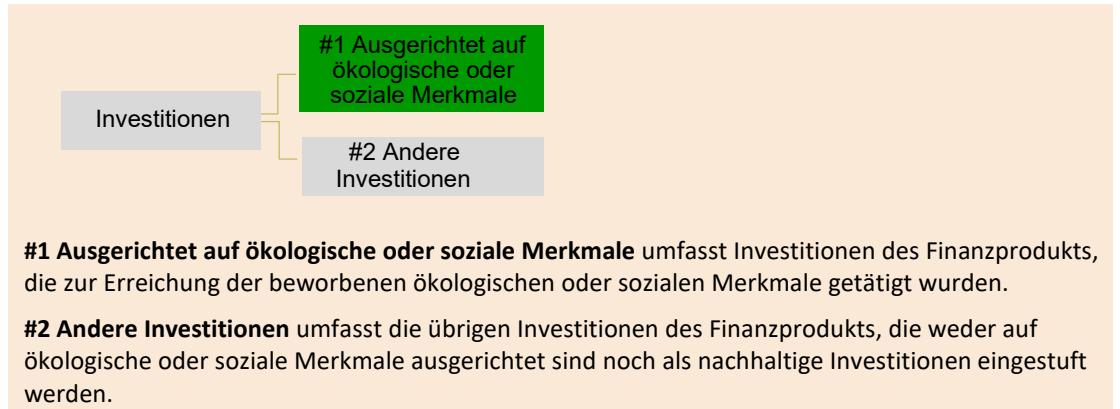 #1 Ausgerichtet auf
ökologische oder
soziale Merkmale
Investitionen
#2 Andere
Investitionen
#1 Ausgerichtet auf ökologische oder soziale Merkmale umfasst Investitionen des Finanzprodukts,
die zur Erreichung der beworbenen ökologischen oder sozialen Merkmale getätigt wurden.
#2 Andere Investitionen umfasst die übrigen Investitionen des Finanzprodukts, die weder auf
ökologische oder soziale Merkmale ausgerichtet sind noch als nachhaltige Investitionen eingestuft
werden.